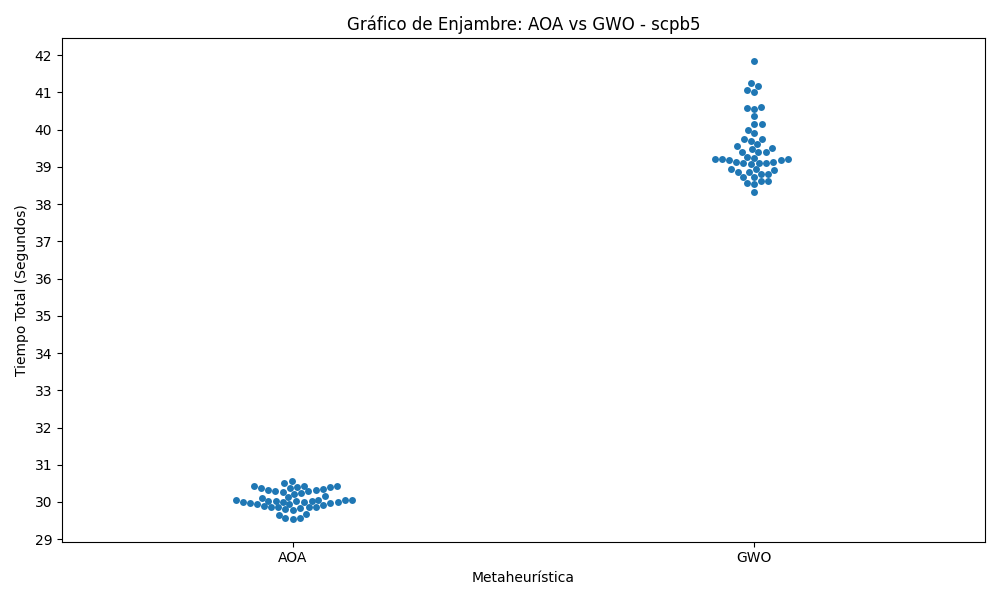 Gráfico de Enjambre: AOA vs GWO - scpb5
Tiempo Total (Segundos)
42
41
40
39
38
37
36
35
34
33
32
31
30
29
AOA
GWO
Metaheurística